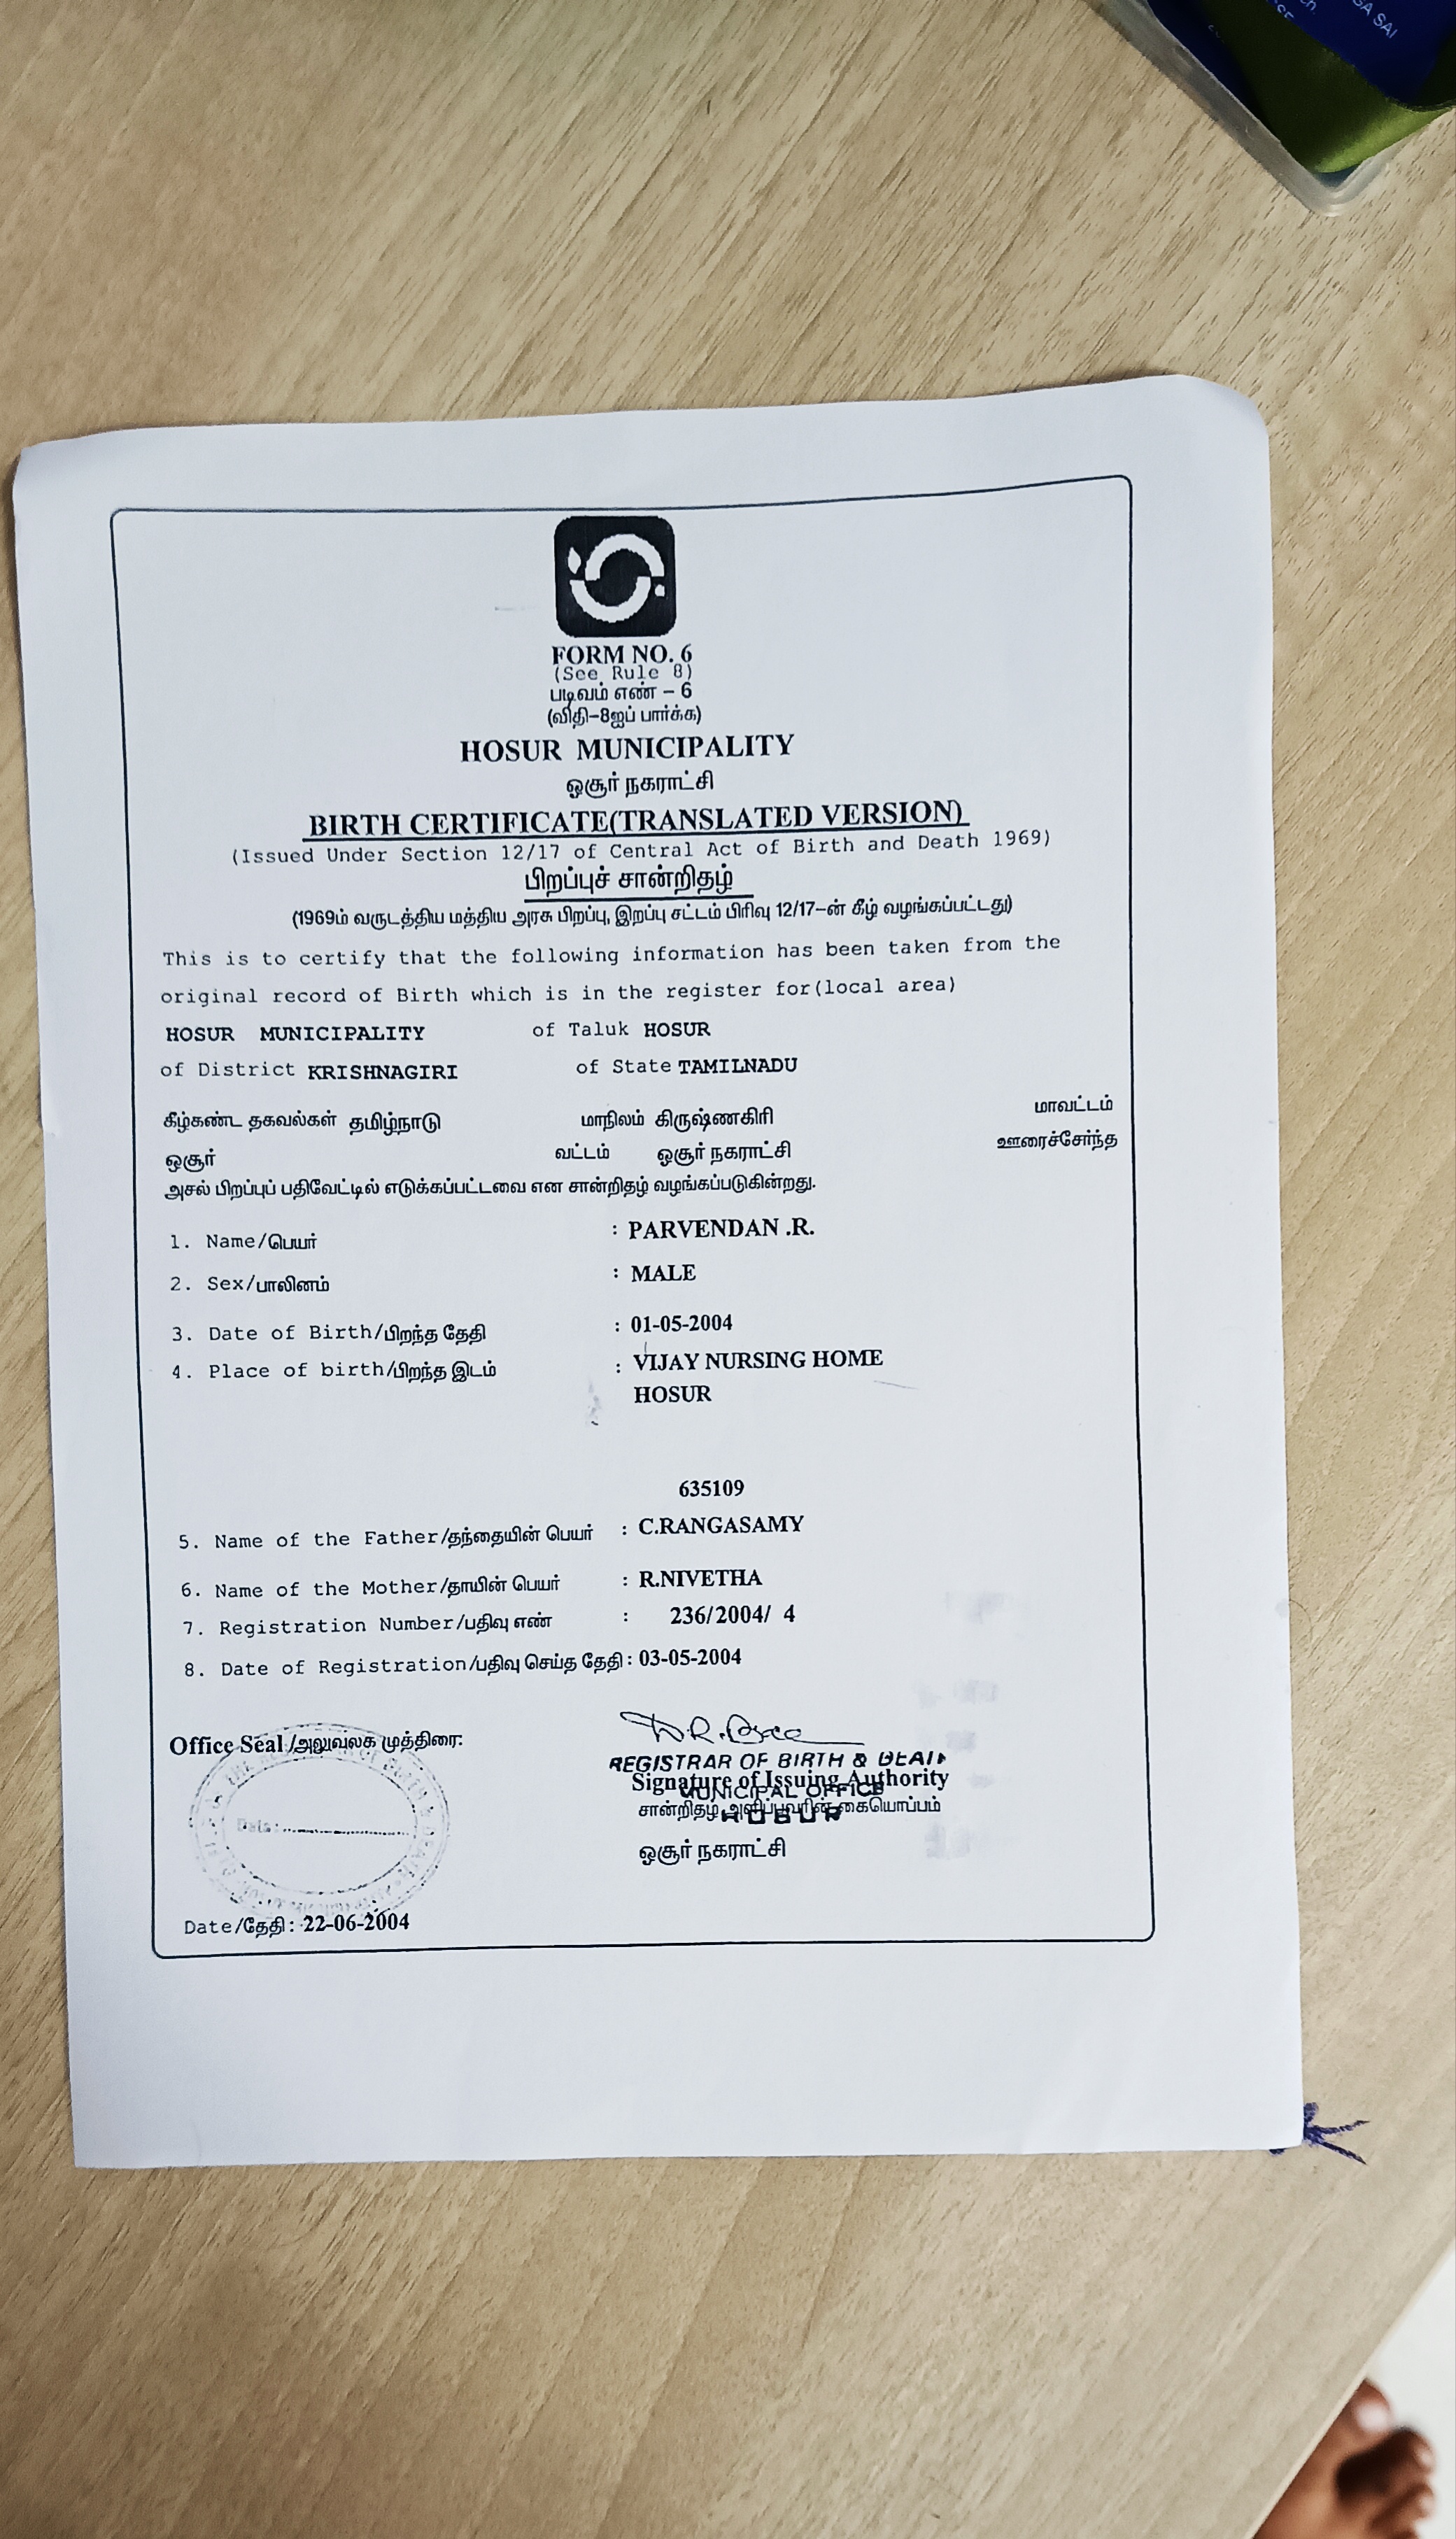 GA SAI
FORM NO. 6
(See Rule 8)
படிவம் எண் – 6
(விதி–8ஐப் பார்க்க)
HOSUR MUNICIPALITY
ஓசூர் நகராட்சி
BIRTH CERTIFICATE(TRANSLATED VERSION)
(Issued Under Section 12/17 of Central Act of Birth and Death 1969)
பிறப்புச் சான்றிதழ்
(1969ம் வருடத்திய மத்திய அரசு பிறப்பு, இறப்பு சட்டம் பிரிவு 12/17–ன் கீழ் வழங்கப்பட்டது)
This is to certify that the following information has been taken from the
original record of Birth which is in the register for(local area)
HOSUR MUNICIPALITY of Taluk HOSUR
of District KRISHNAGIRI of State TAMILNADU
கீழ்கண்ட தகவல்கள் தமிழ்நாடு மாநிலம் கிருஷ்ணகிரி மாவட்டம்
ஓசூர் வட்டம் ஓசூர் நகராட்சி ஊரைச்சேர்ந்த
அசல் பிறப்புப் பதிவேட்டில் எடுக்கப்பட்டவை என சான்றிதழ் வழங்கப்படுகின்றது.
1. Name/பெயர் : PARVENDAN .R.
2. Sex/பாலினம் : MALE
3. Date of Birth/பிறந்த தேதி : 01-05-2004
4. Place of birth/பிறந்த இடம் : VIJAY NURSING HOME
HOSUR
635109
5. Name of the Father/தந்தையின் பெயர் : C.RANGASAMY
6. Name of the Mother/தாயின் பெயர் : R.NIVETHA
7. Registration Number/பதிவு எண் : 236/2004/ 4
8. Date of Registration/பதிவு செய்த தேதி : 03-05-2004
Office Seal /அலுவலக முத்திரை:
REGISTRAR OF BIRTH & DEATH
Signature of Issuing Authority
MUNICIPAL OFFICE
சான்றிதழ் அளிப்பவரின் கையொப்பம்
HOSUR
ஓசூர் நகராட்சி
Date/தேதி : 22-06-2004